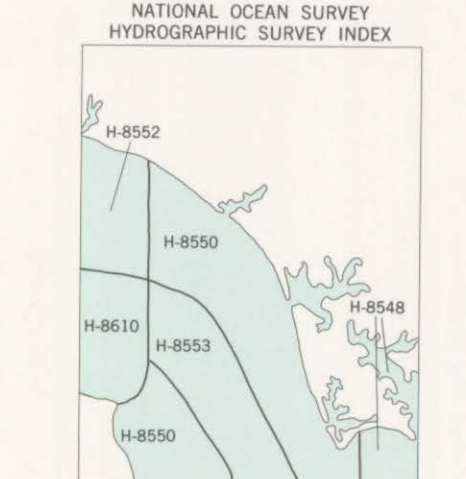 NATIONAL OCEAN SURVEY
HYDROGRAPHIC SURVEY INDEX
H-8552
H-8550
H-8548
H-8610
H-8553
H-8550